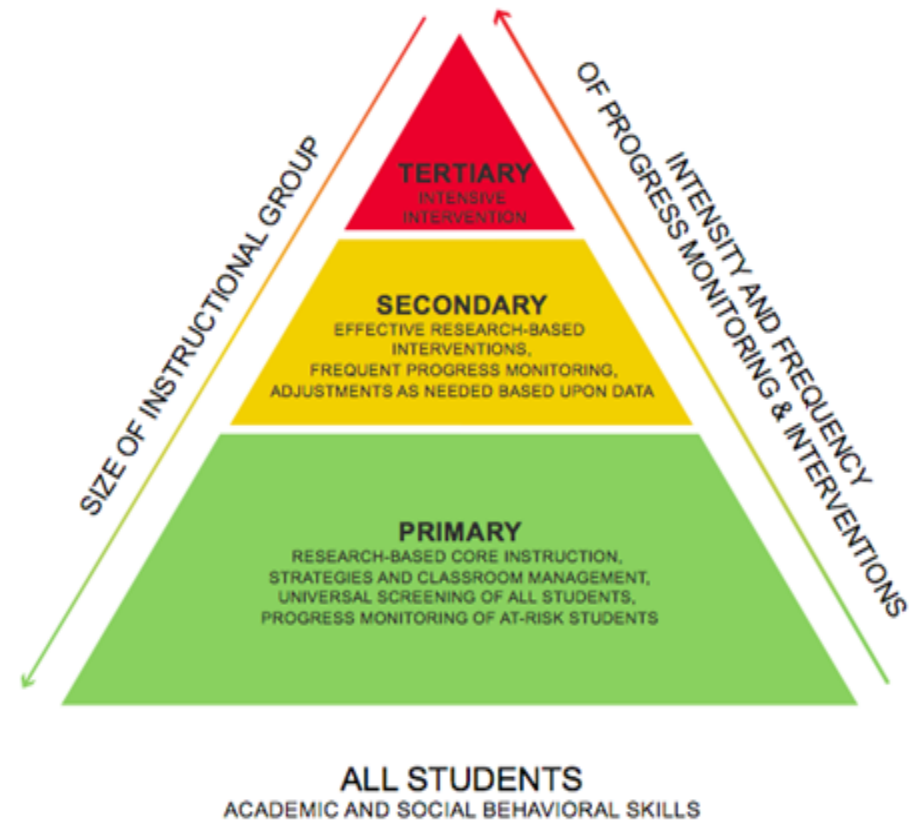 SIZE OF INSTRUCTIONAL GROUP
INTENSITY AND FREQUENCY
OF PROGRESS MONITORING & INTERVENTIONS
TERTIARY
INTENSIVE
INTERVENTION
SECONDARY
EFFECTIVE RESEARCH-BASED
INTERVENTIONS,
FREQUENT PROGRESS MONITORING,
ADJUSTMENTS AS NEEDED BASED UPON DATA
PRIMARY
RESEARCH-BASED CORE INSTRUCTION,
STRATEGIES AND CLASSROOM MANAGEMENT,
UNIVERSAL SCREENING OF ALL STUDENTS,
PROGRESS MONITORING OF AT-RISK STUDENTS
ALL STUDENTS
ACADEMIC AND SOCIAL BEHAVIORAL SKILLS